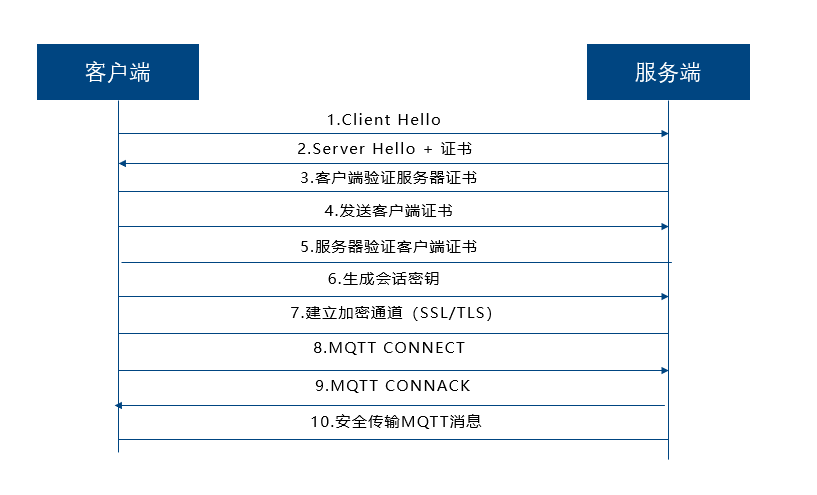 客户端
服务端
1.Client Hello
2.Server Hello + 证书
3.客户端验证服务器证书
4.发送客户端证书
5.服务器验证客户端证书
6.生成会话密钥
7.建立加密通道（SSL/TLS）
8.MQTT CONNECT
9.MQTT CONNACK
10.安全传输MQTT消息